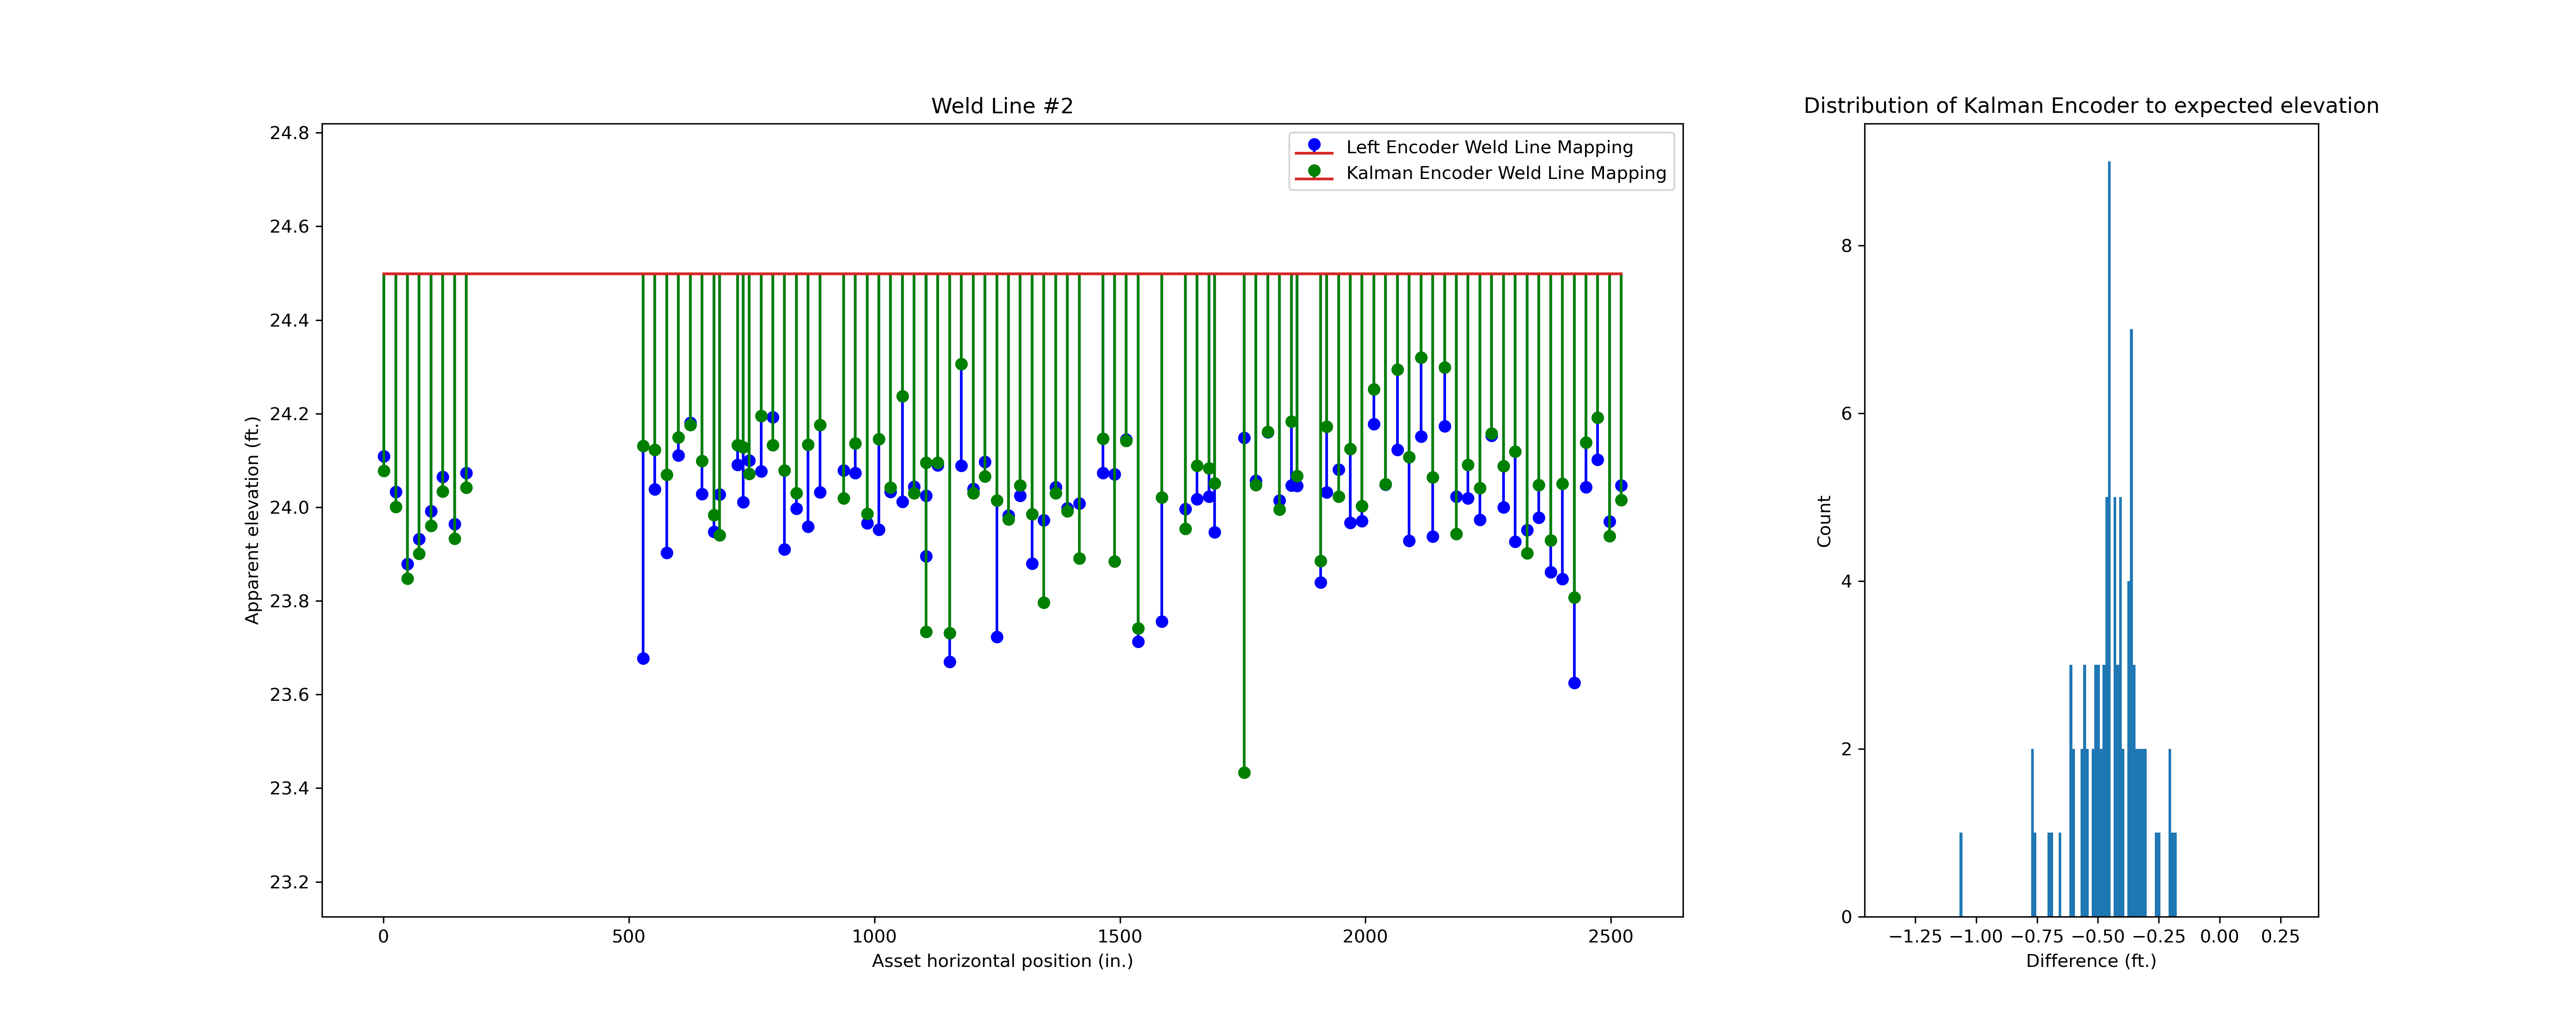 Weld Line #2
Left Encoder Weld Line Mapping
Kalman Encoder Weld Line Mapping
24.8
24.6
24.4
24.2
24.0
23.8
23.6
23.4
23.2
Apparent elevation (ft.)
0 500 1000 1500 2000 2500
Asset horizontal position (in.)
Distribution of Kalman Encoder to expected elevation
8
6
4
2
0
Count
−1.25 −1.00 −0.75 −0.50 −0.25 0.00 0.25
Difference (ft.)